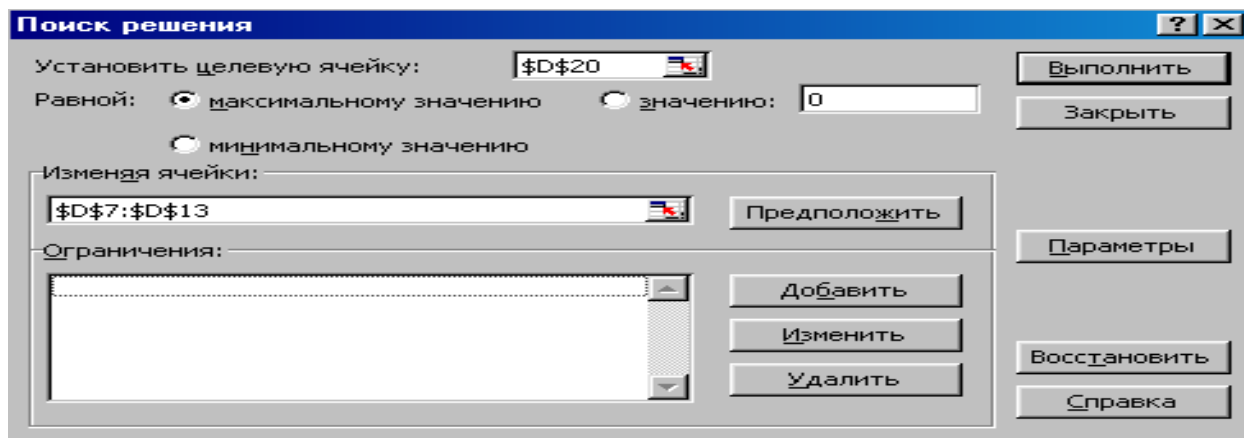 Поиск решения
Установить целевую ячейку: $D$20
Выполнить
Равной: максимальному значению значению: 0
Закрыть
минимальному значению
Изменяя ячейки:
$D$7:$D$13
Предположить
Ограничения:
Параметры
Добавить
Изменить
Восстановить
Удалить
Справка